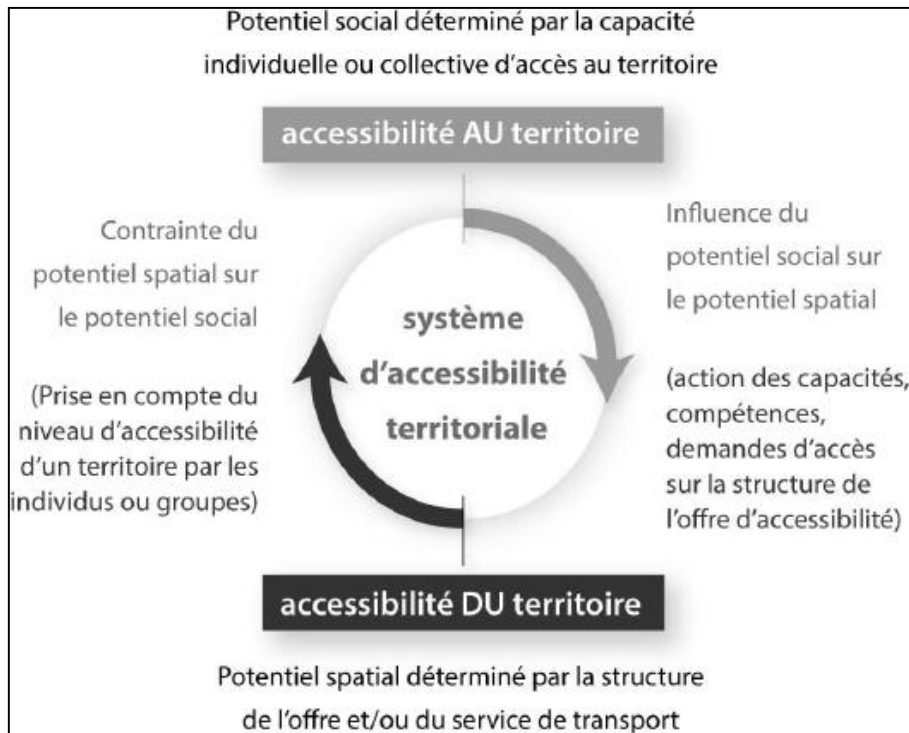 Potentiel social déterminé par la capacité
individuelle ou collective d'accès au territoire
accessibilité AU territoire
Contrainte du
potentiel spatial sur
le potentiel social
(Prise en compte du
niveau d'accessibilité
d'un territoire par les
individus ou groupes)
système
d'accessibilité
territoriale
Influence du
potentiel social sur
le potentiel spatial
(action des capacités,
compétences,
demandes d'accès
sur la structure de
l'offre d'accessibilité)
accessibilité DU territoire
Potentiel spatial déterminé par la structure
de l'offre et/ou du service de transport